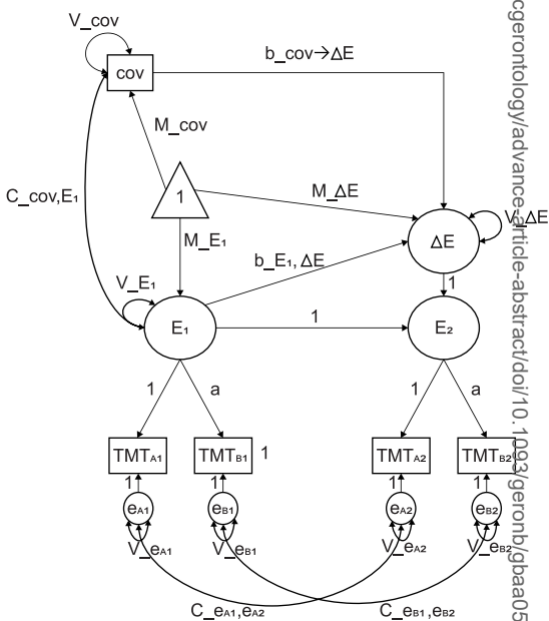 V_cov
cov
b_cov→ΔE
M_cov
C_cov,E₁
1
M_ΔE
M_E₁
V_ΔE
ΔE
b_E₁, ΔE
V_E₁
1
E₁
1
E₂
1
a
1
a
TMTA1
TMTB1
1
TMTA2
TMTB2
1
1
1
1
eA1
eB1
eA2
eB2
V_eA1
V_eB1
V_eA2
V_eB2
C_eA1,eA2
C_eB1,eB2
cgerontology/advance-article-abstract/doi/10.1093/geronb/gbaa05